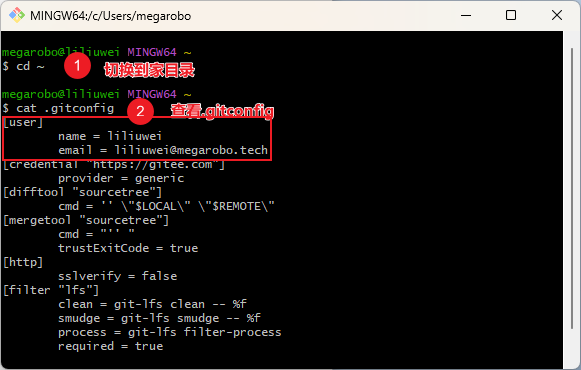 MINGW64:/c/Users/megarobo
megarobo@liliuwei MINGW64 ~
$ cd ~ 1 切换到家目录
megarobo@liliuwei MINGW64 ~
$ cat .gitconfig 2 查看.gitconfig
[user]
name = liliuwei
email = liliuwei@megarobo.tech
[credential "https://gitee.com"]
provider = generic
[difftool "sourcetree"]
cmd = '' \"$LOCAL\" \"$REMOTE\"
[mergetool "sourcetree"]
cmd = "'' "
trustExitCode = true
[http]
sslverify = false
[filter "lfs"]
clean = git-lfs clean -- %f
smudge = git-lfs smudge -- %f
process = git-lfs filter-process
required = true